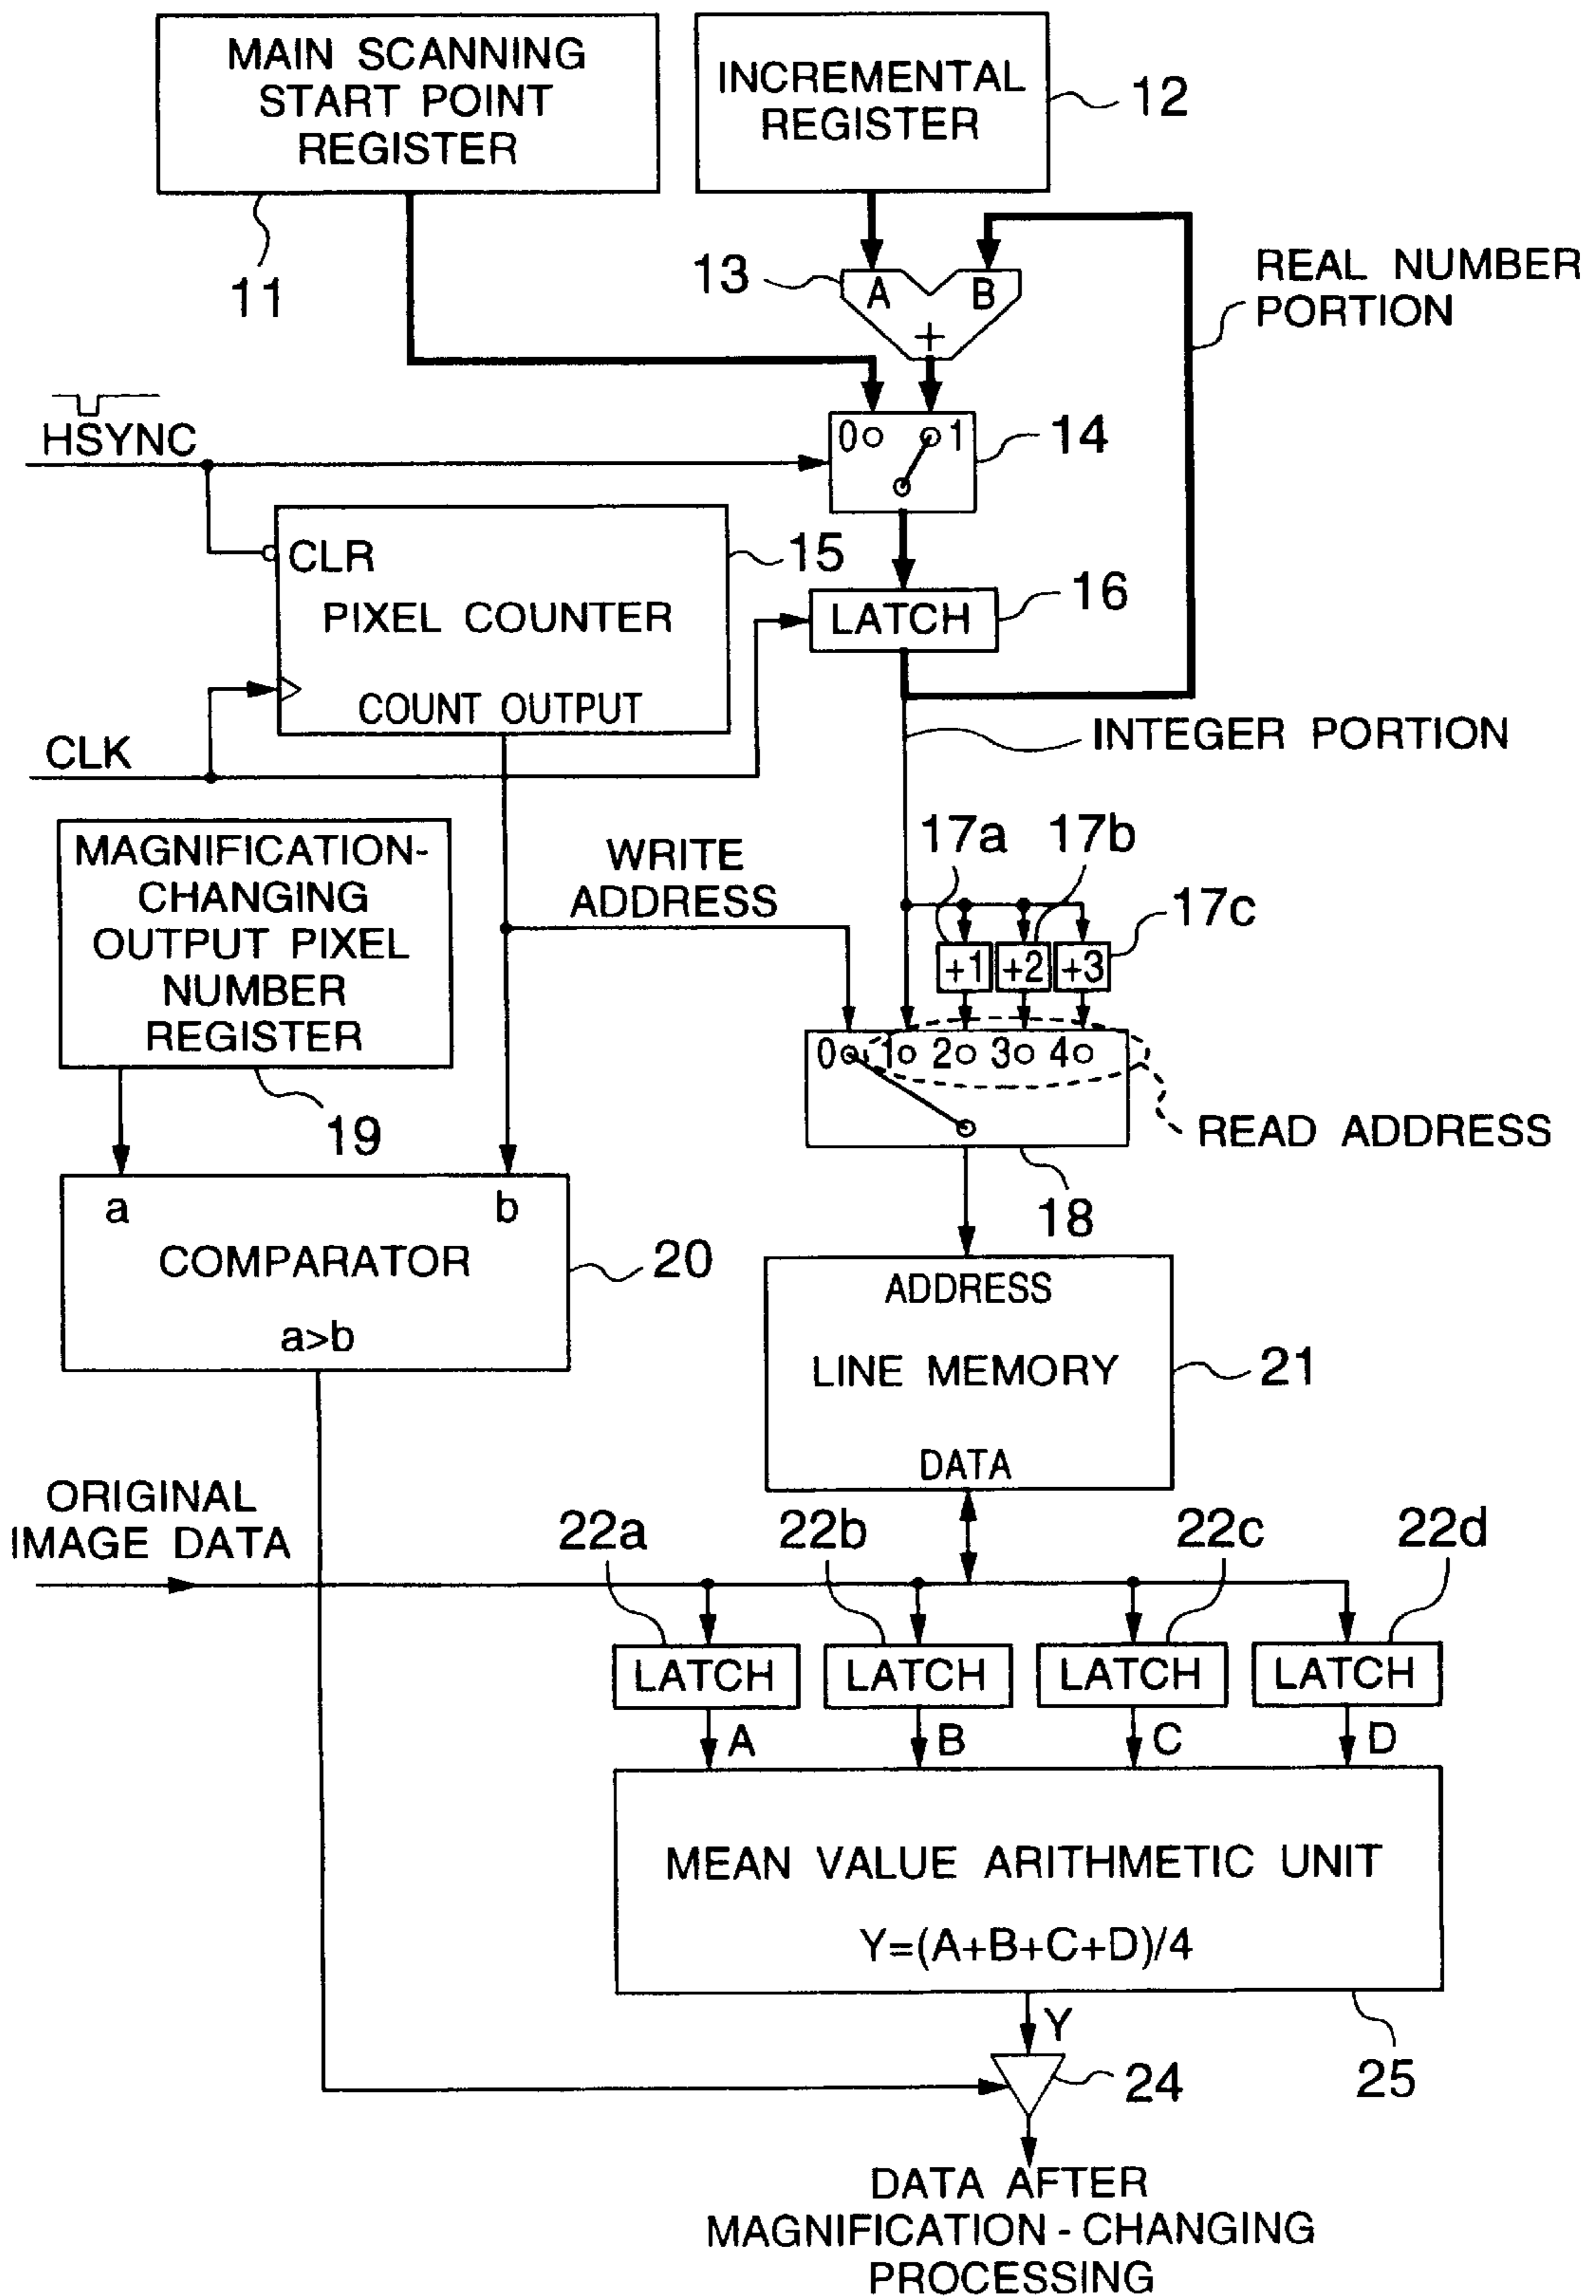 MAIN SCANNING
START POINT
REGISTER
11
INCREMENTAL
REGISTER
12
13
A
B
+
REAL NUMBER
PORTION
HSYNC
0
1
14
CLR
PIXEL COUNTER
COUNT OUTPUT
15
LATCH
16
CLK
INTEGER PORTION
MAGNIFICATION-
CHANGING
OUTPUT PIXEL
NUMBER
REGISTER
19
WRITE
ADDRESS
17a
17b
17c
+1
+2
+3
0
1
2
3
4
READ ADDRESS
18
a
b
COMPARATOR
a>b
20
ADDRESS
LINE MEMORY
DATA
21
ORIGINAL
IMAGE DATA
22a
22b
22c
22d
LATCH
LATCH
LATCH
LATCH
A
B
C
D
MEAN VALUE ARITHMETIC UNIT
Y=(A+B+C+D)/4
25
Y
24
DATA AFTER
MAGNIFICATION - CHANGING
PROCESSING